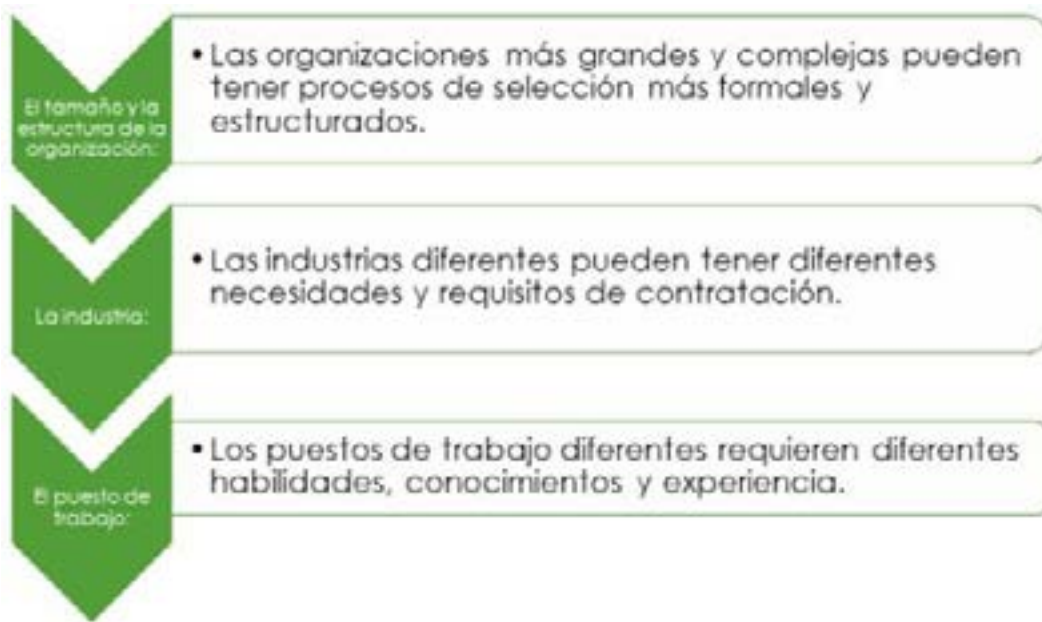 El tamaño y la
estructura de la
organización:
• Las organizaciones más grandes y complejas pueden
tener procesos de selección más formales y
estructurados.
La industria:
• Las industrias diferentes pueden tener diferentes
necesidades y requisitos de contratación.
El puesto de
trabajo:
• Los puestos de trabajo diferentes requieren diferentes
habilidades, conocimientos y experiencia.